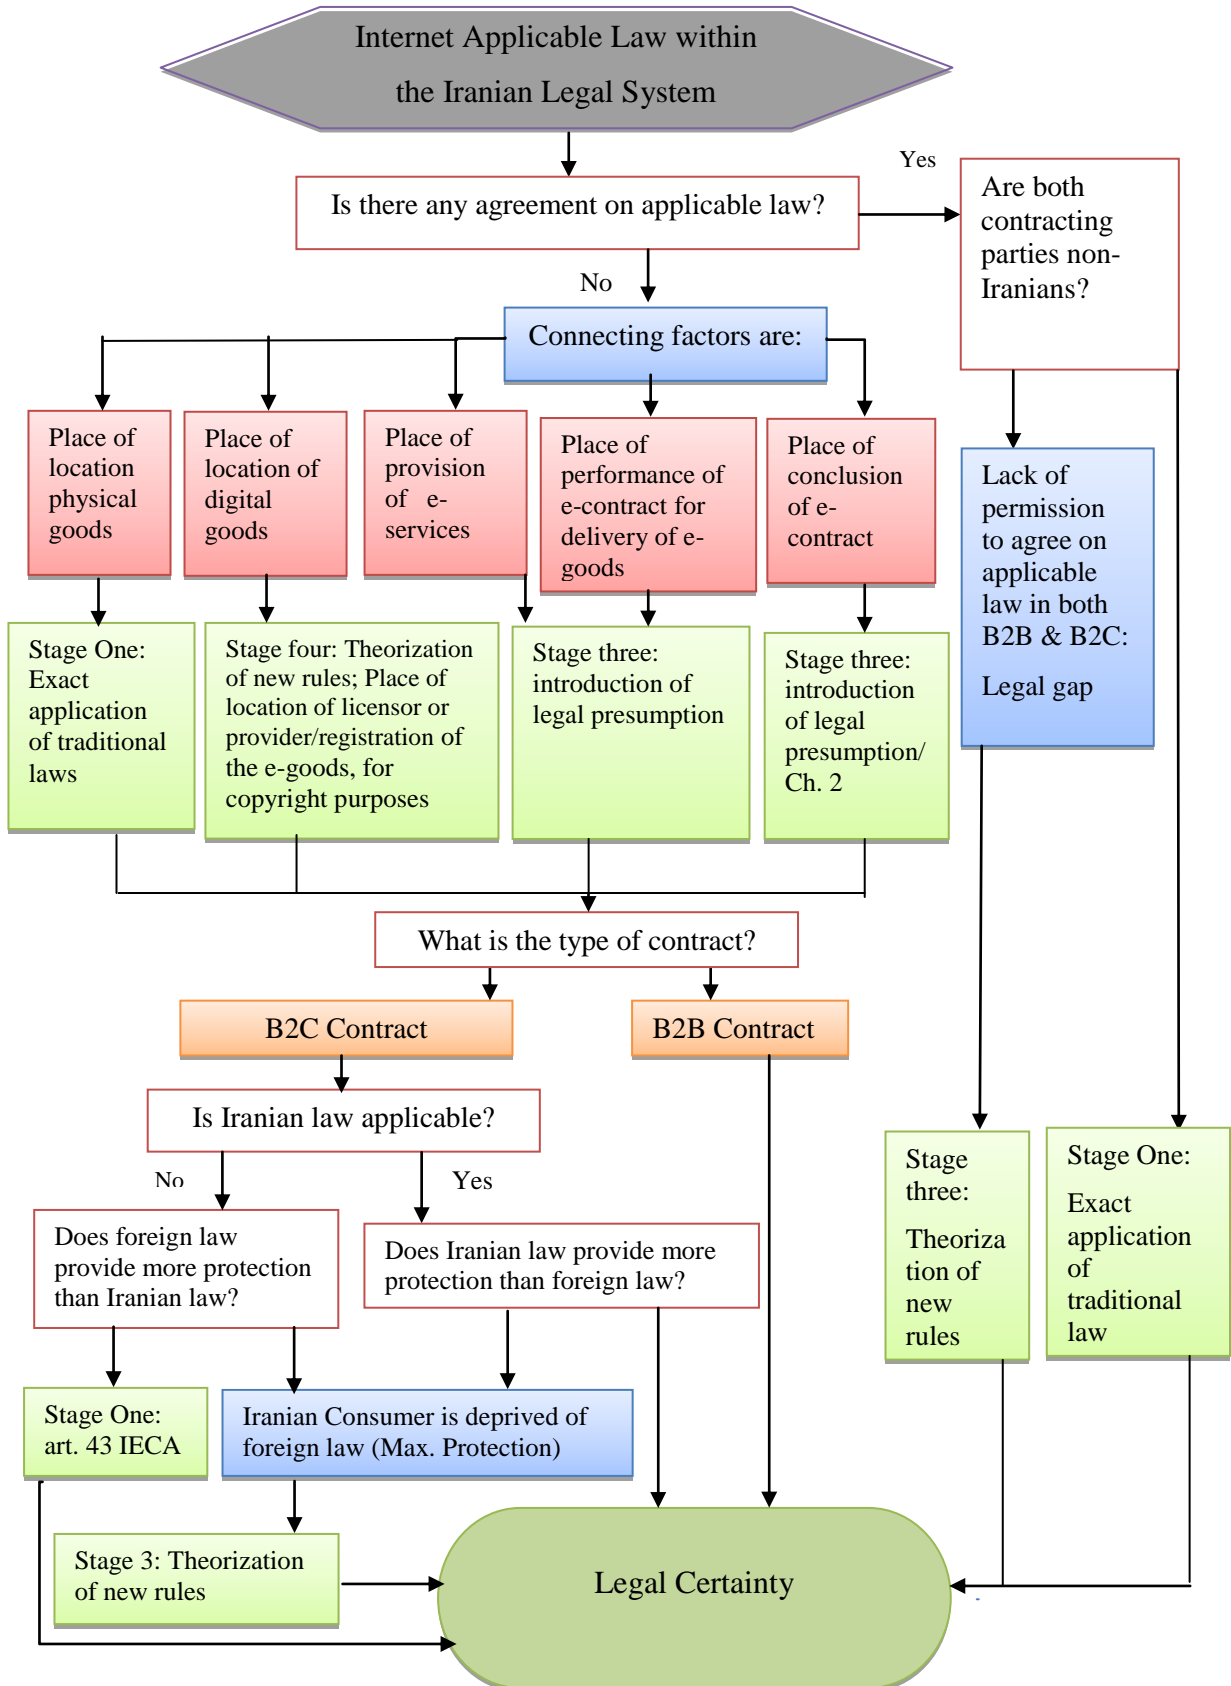 Internet Applicable Law within
the Iranian Legal System
Yes
Is there any agreement on applicable law?
Are both
contracting
parties non-
Iranians?
No
Connecting factors are:
Place of
location
physical
goods
Place of
location of
digital
goods
Place of
provision
of e-
services
Place of
performance of
e-contract for
delivery of e-
goods
Place of
conclusion
of e-
contract
Lack of
permission
to agree on
applicable
law in both
B2B & B2C:
Legal gap
Stage One:
Exact
application
of traditional
laws
Stage four: Theorization
of new rules; Place of
location of licensor or
provider/registration of
the e-goods, for
copyright purposes
Stage three:
introduction of
legal presumption
Stage three:
introduction
of legal
presumption/
Ch. 2
What is the type of contract?
B2C Contract
B2B Contract
Is Iranian law applicable?
No
Yes
Stage
three:
Theoriza
tion of
new
rules
Stage One:
Exact
application
of
traditional
law
Does foreign law
provide more protection
than Iranian law?
Does Iranian law provide more
protection than foreign law?
Stage One:
art. 43 IECA
Iranian Consumer is deprived of
foreign law (Max. Protection)
Stage 3: Theorization
of new rules
Legal Certainty